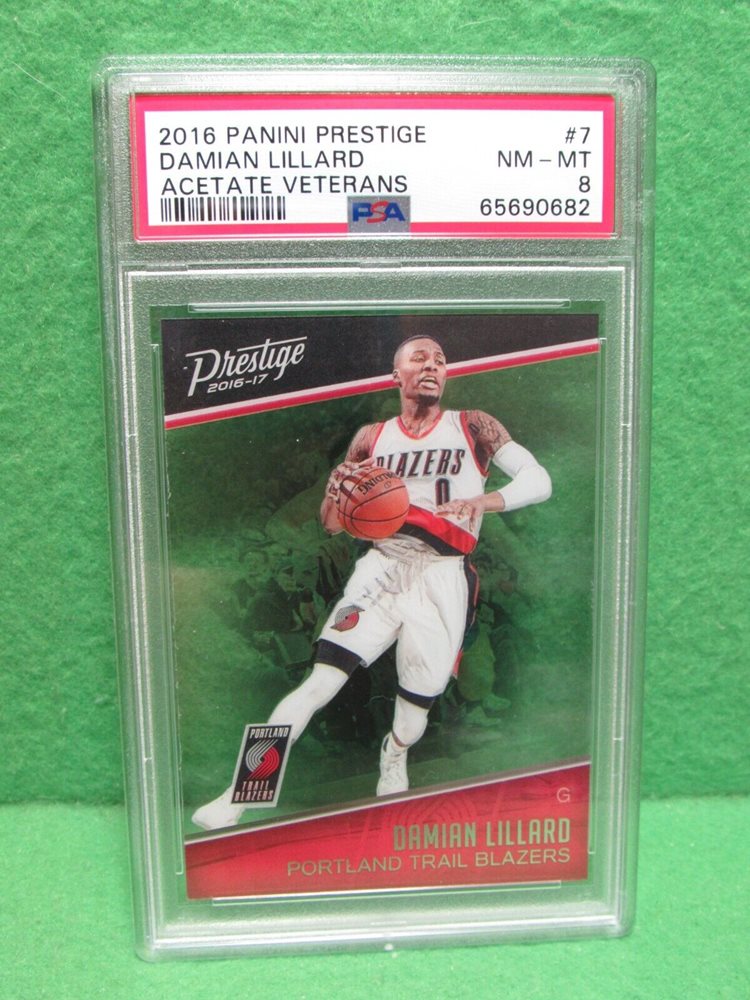 2016 PANINI PRESTIGE #7
DAMIAN LILLARD NM – MT
ACETATE VETERANS 8
PSA 65690682
Prestige
2016-17
BLAZERS
0
SPALDING
PORTLAND
TRAIL
BLAZERS
G
DAMIAN LILLARD
PORTLAND TRAIL BLAZERS